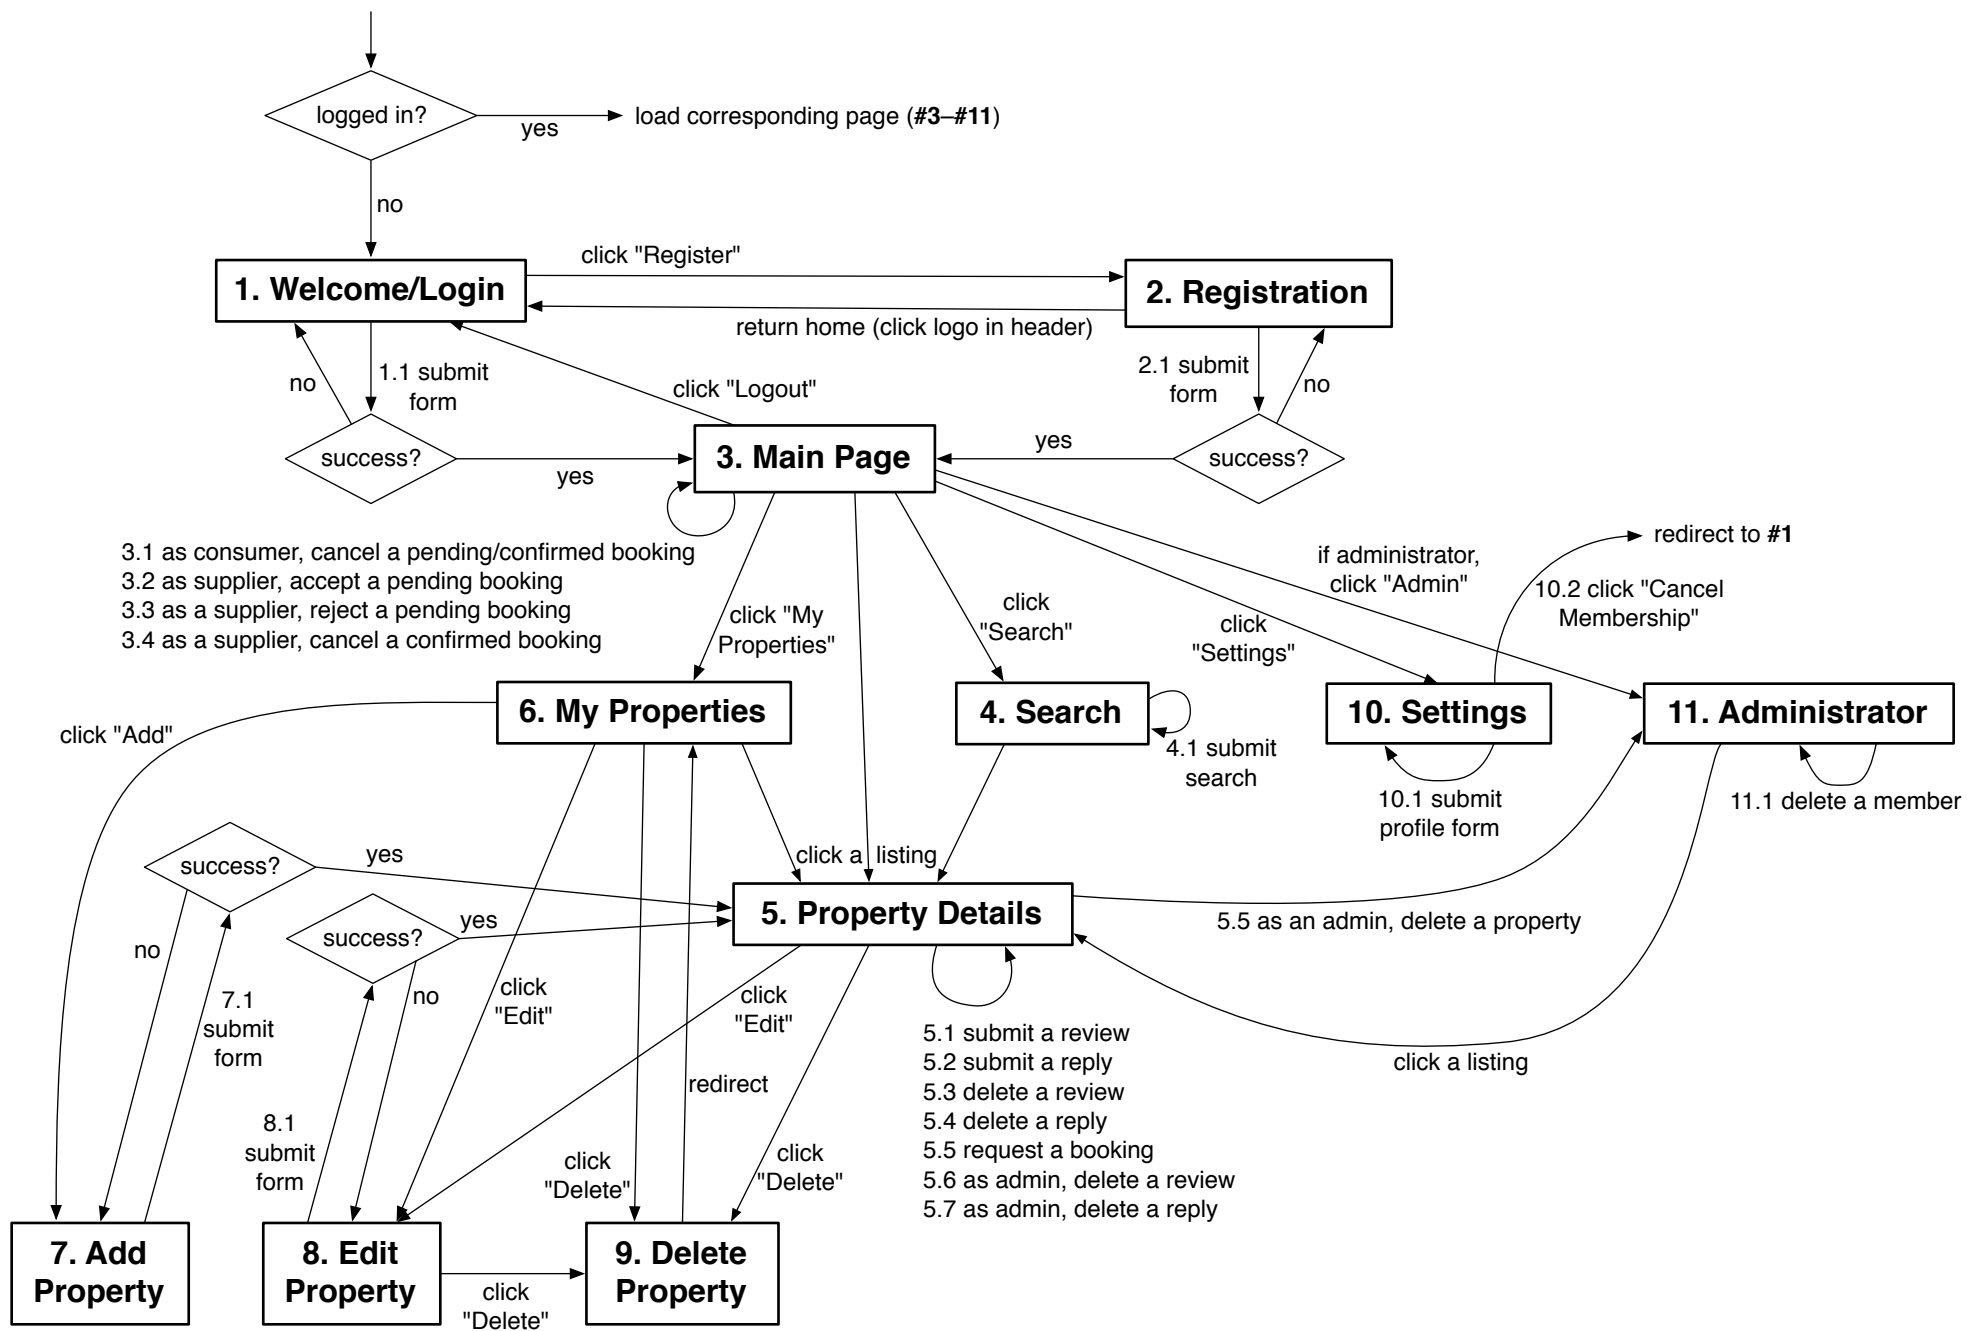 logged in?
yes
load corresponding page (#3–#11)
no
click "Register"
1. Welcome/Login
2. Registration
return home (click logo in header)
no
1.1 submit
form
click "Logout"
2.1 submit
form
no
success?
yes
3. Main Page
yes
success?
3.1 as consumer, cancel a pending/confirmed booking
3.2 as supplier, accept a pending booking
3.3 as a supplier, reject a pending booking
3.4 as a supplier, cancel a confirmed booking
click "My
Properties"
click
"Search"
click
"Settings"
if administrator,
click "Admin"
redirect to #1
10.2 click "Cancel
Membership"
click "Add"
6. My Properties
4. Search
4.1 submit
search
10. Settings
10.1 submit
profile form
11. Administrator
11.1 delete a member
success?
yes
click a listing
success?
yes
5. Property Details
5.5 as an admin, delete a property
no
7.1
submit
form
no
click
"Edit"
click
"Edit"
5.1 submit a review
5.2 submit a reply
5.3 delete a review
5.4 delete a reply
5.5 request a booking
5.6 as admin, delete a review
5.7 as admin, delete a reply
click a listing
redirect
8.1
submit
form
click
"Delete"
click
"Delete"
7. Add
Property
8. Edit
Property
click
"Delete"
9. Delete
Property